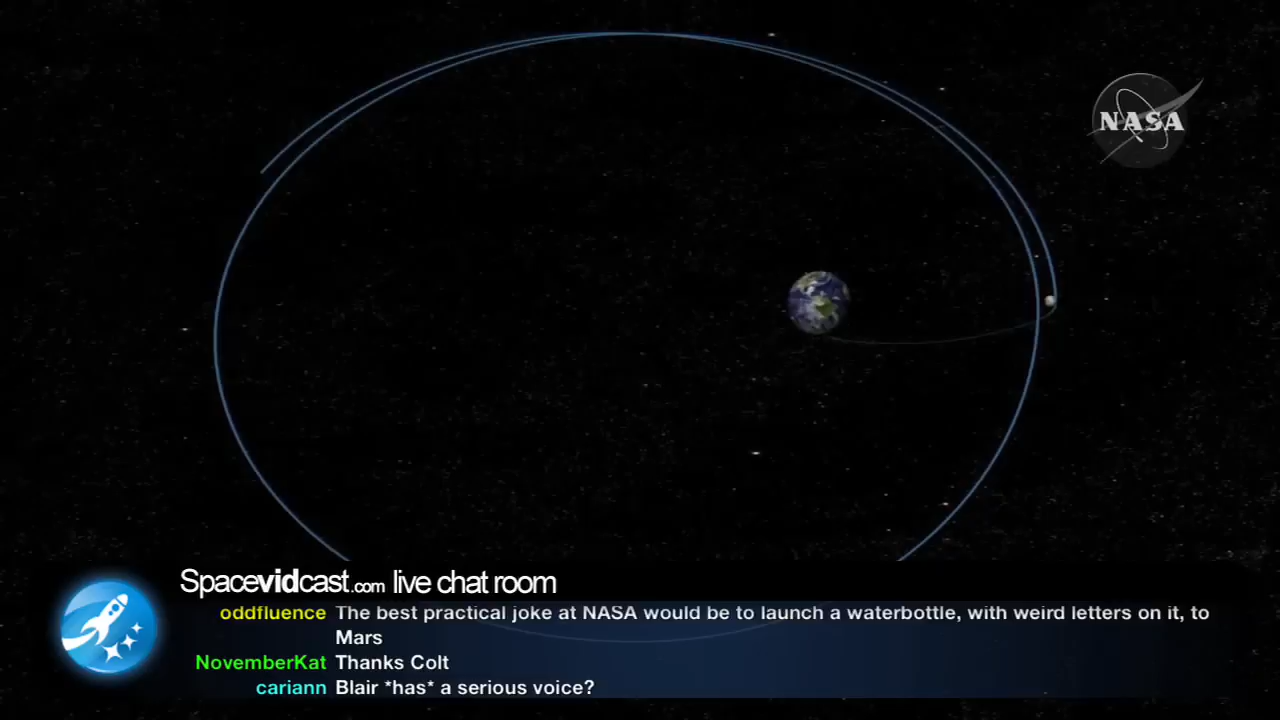 NASA
Spacevidcast.com live chat room
oddfluence The best practical joke at NASA would be to launch a waterbottle, with weird letters on it, to
Mars
NovemberKat Thanks Colt
cariann Blair *has* a serious voice?